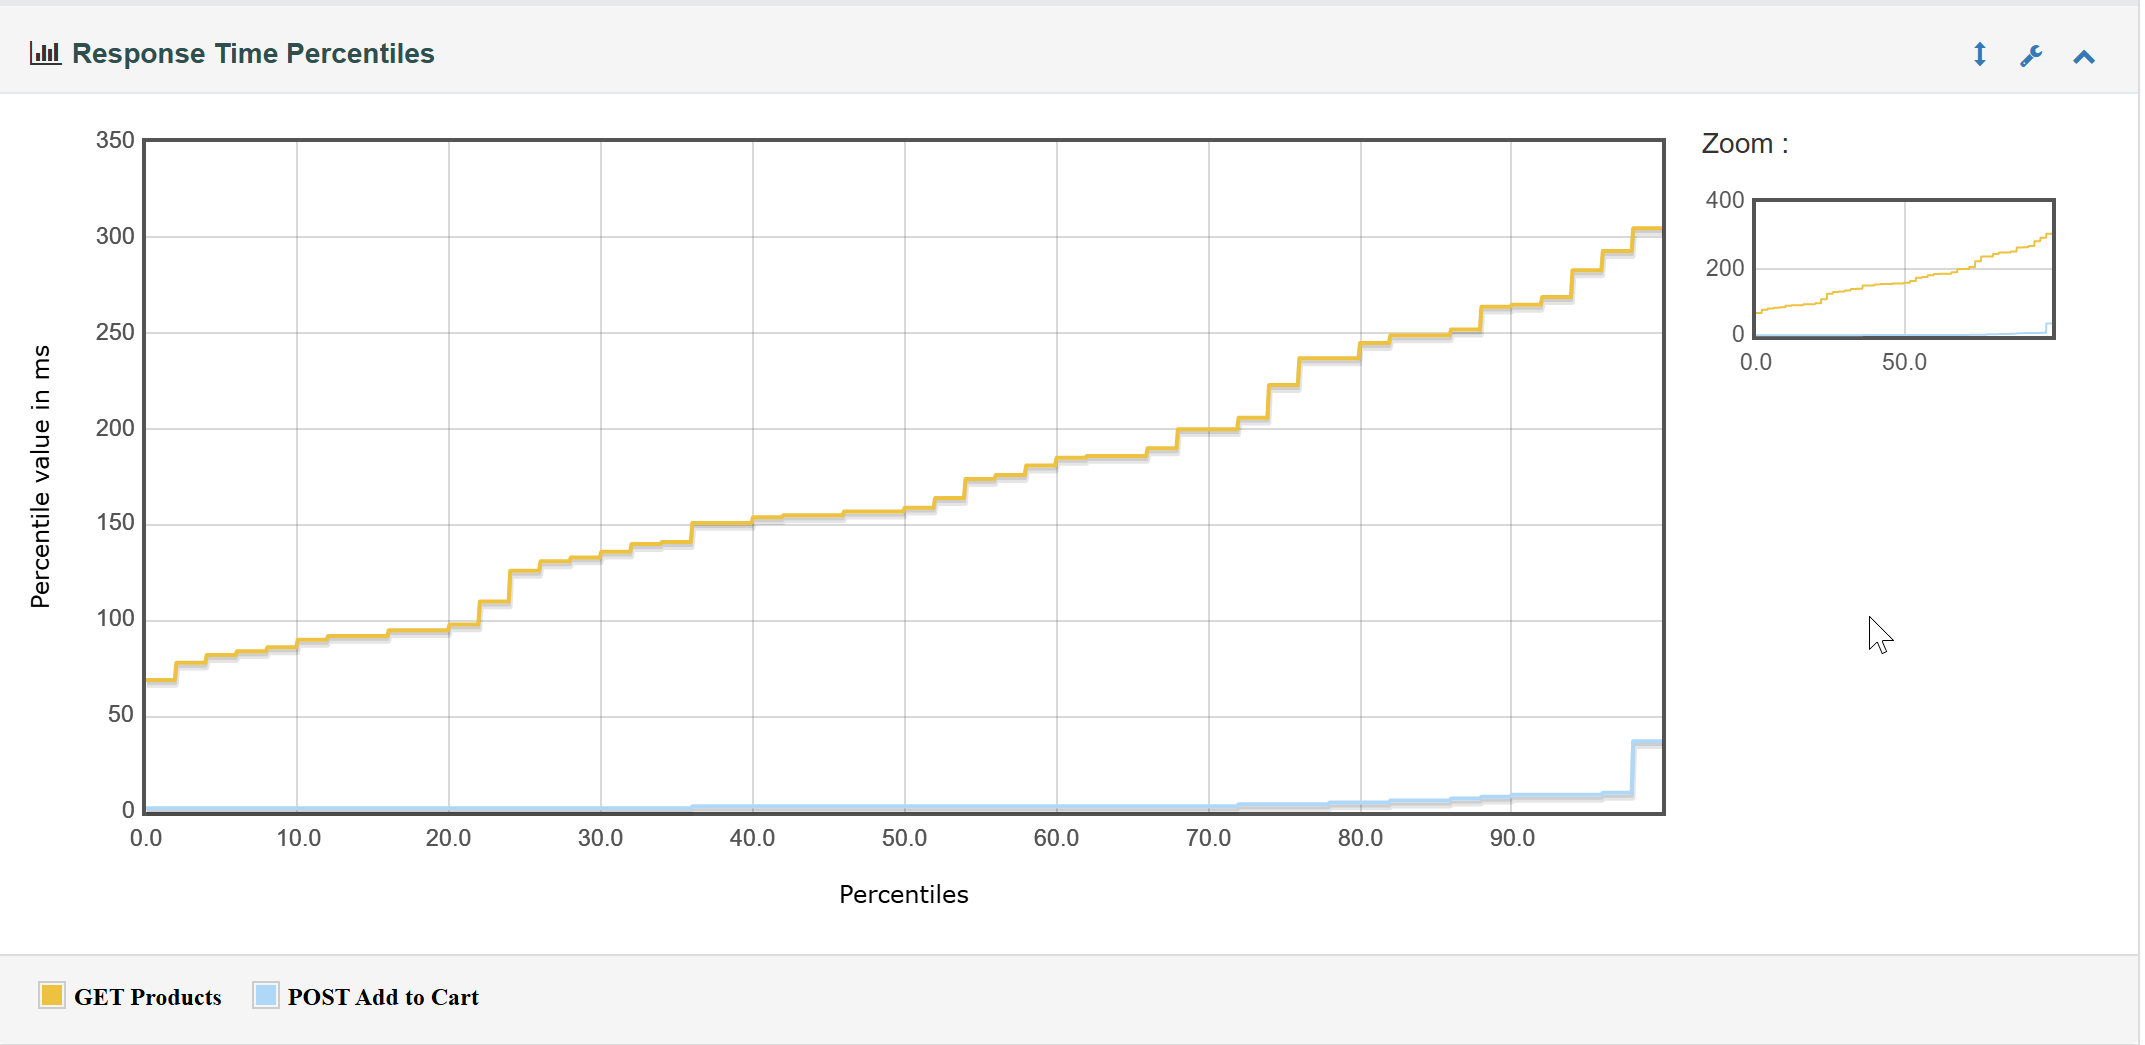 Response Time Percentiles
350
300
250
200
150
100
50
0
0.0 10.0 20.0 30.0 40.0 50.0 60.0 70.0 80.0 90.0
Percentile value in ms
Percentiles
Zoom :
400
200
0
0.0 50.0
GET Products POST Add to Cart